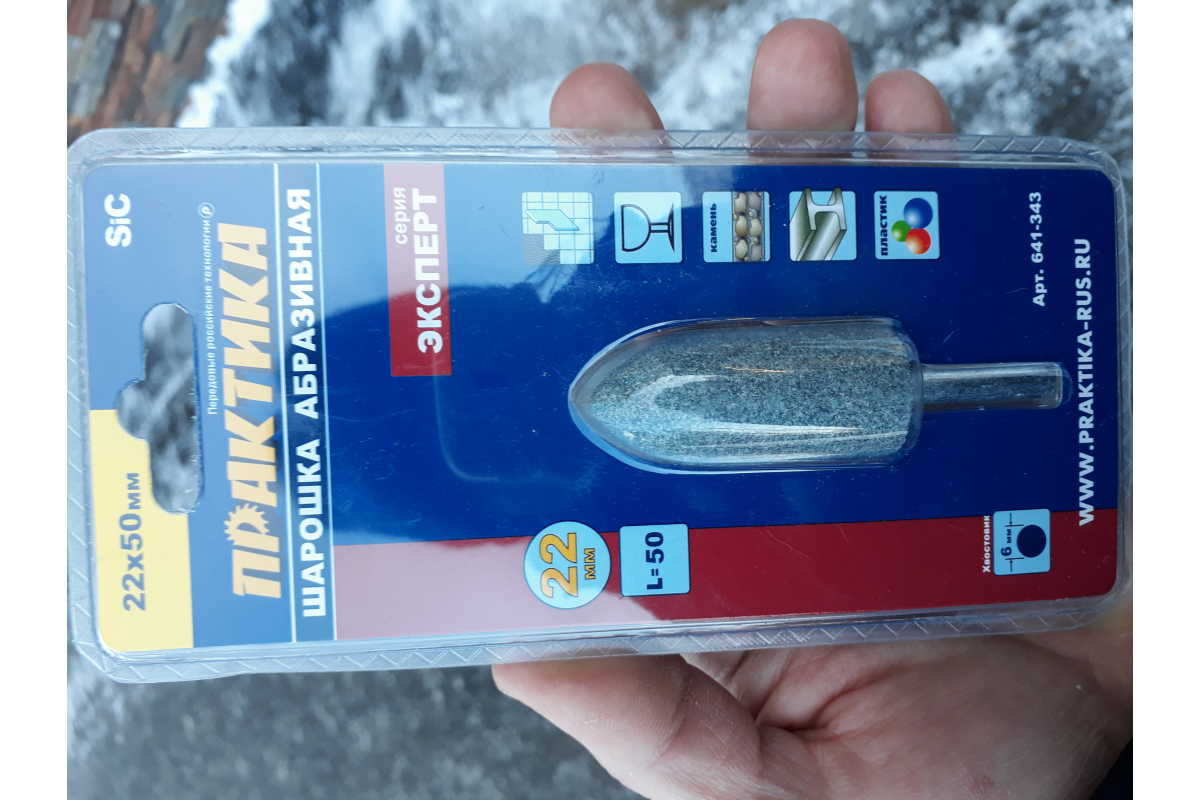 22х50мм
SiC
Передовые российские технологии
ПРАКТИКА
ШАРОШКА АБРАЗИВНАЯ
серия
ЭКСПЕРТ
камень
пластик
22
мм
L=50
Хвостовик
6 мм
Арт. 641-343
WWW.PRAKTIKA-RUS.RU